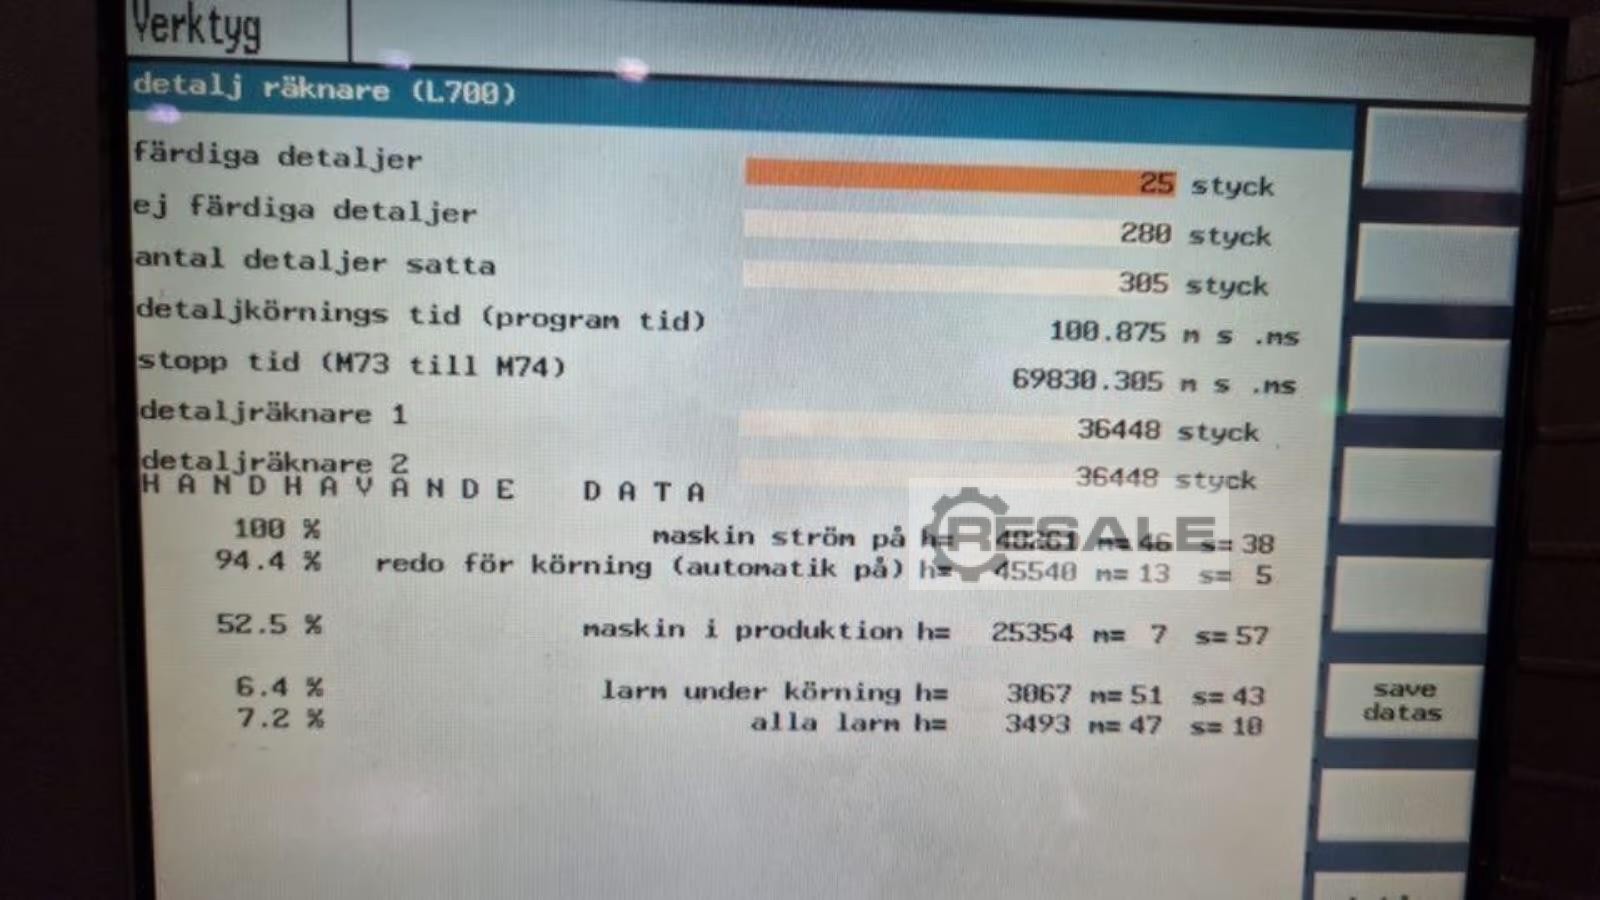 Verktyg
detalj räknare (L700)
färdiga detaljer 25 styck
ej färdiga detaljer 280 styck
antal detaljer satta 305 styck
detaljkörnings tid (program tid) 100.875 m s .ms
stopp tid (M73 till M74) 69830.305 m s .ms
detaljräknare 1 36448 styck
detaljräknare 2 36448 styck
HANDHAVANDE DATA
RESALE
100 % maskin ström på h= m= 46 s= 38
94.4 % redo för körning (automatik på) h= 45540 m= 13 s= 5
52.5 % maskin i produktion h= 25354 m= 7 s= 57
6.4 % larm under körning h= 3067 m= 51 s= 43
7.2 % alla larm h= 3493 m= 47 s= 10
save
datas